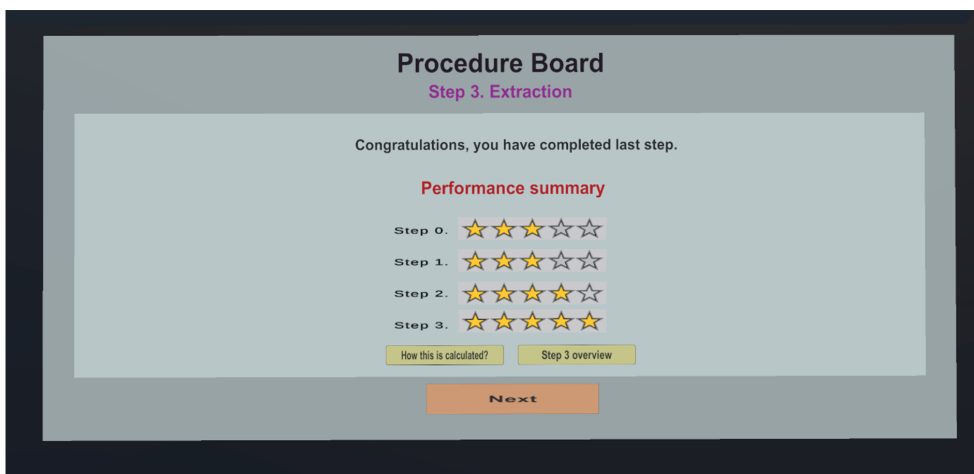 Procedure Board
Step 3. Extraction
Congratulations, you have completed last step.
Performance summary
Step 0.
Step 1.
Step 2.
Step 3.
How this is calculated?
Step 3 overview
Next